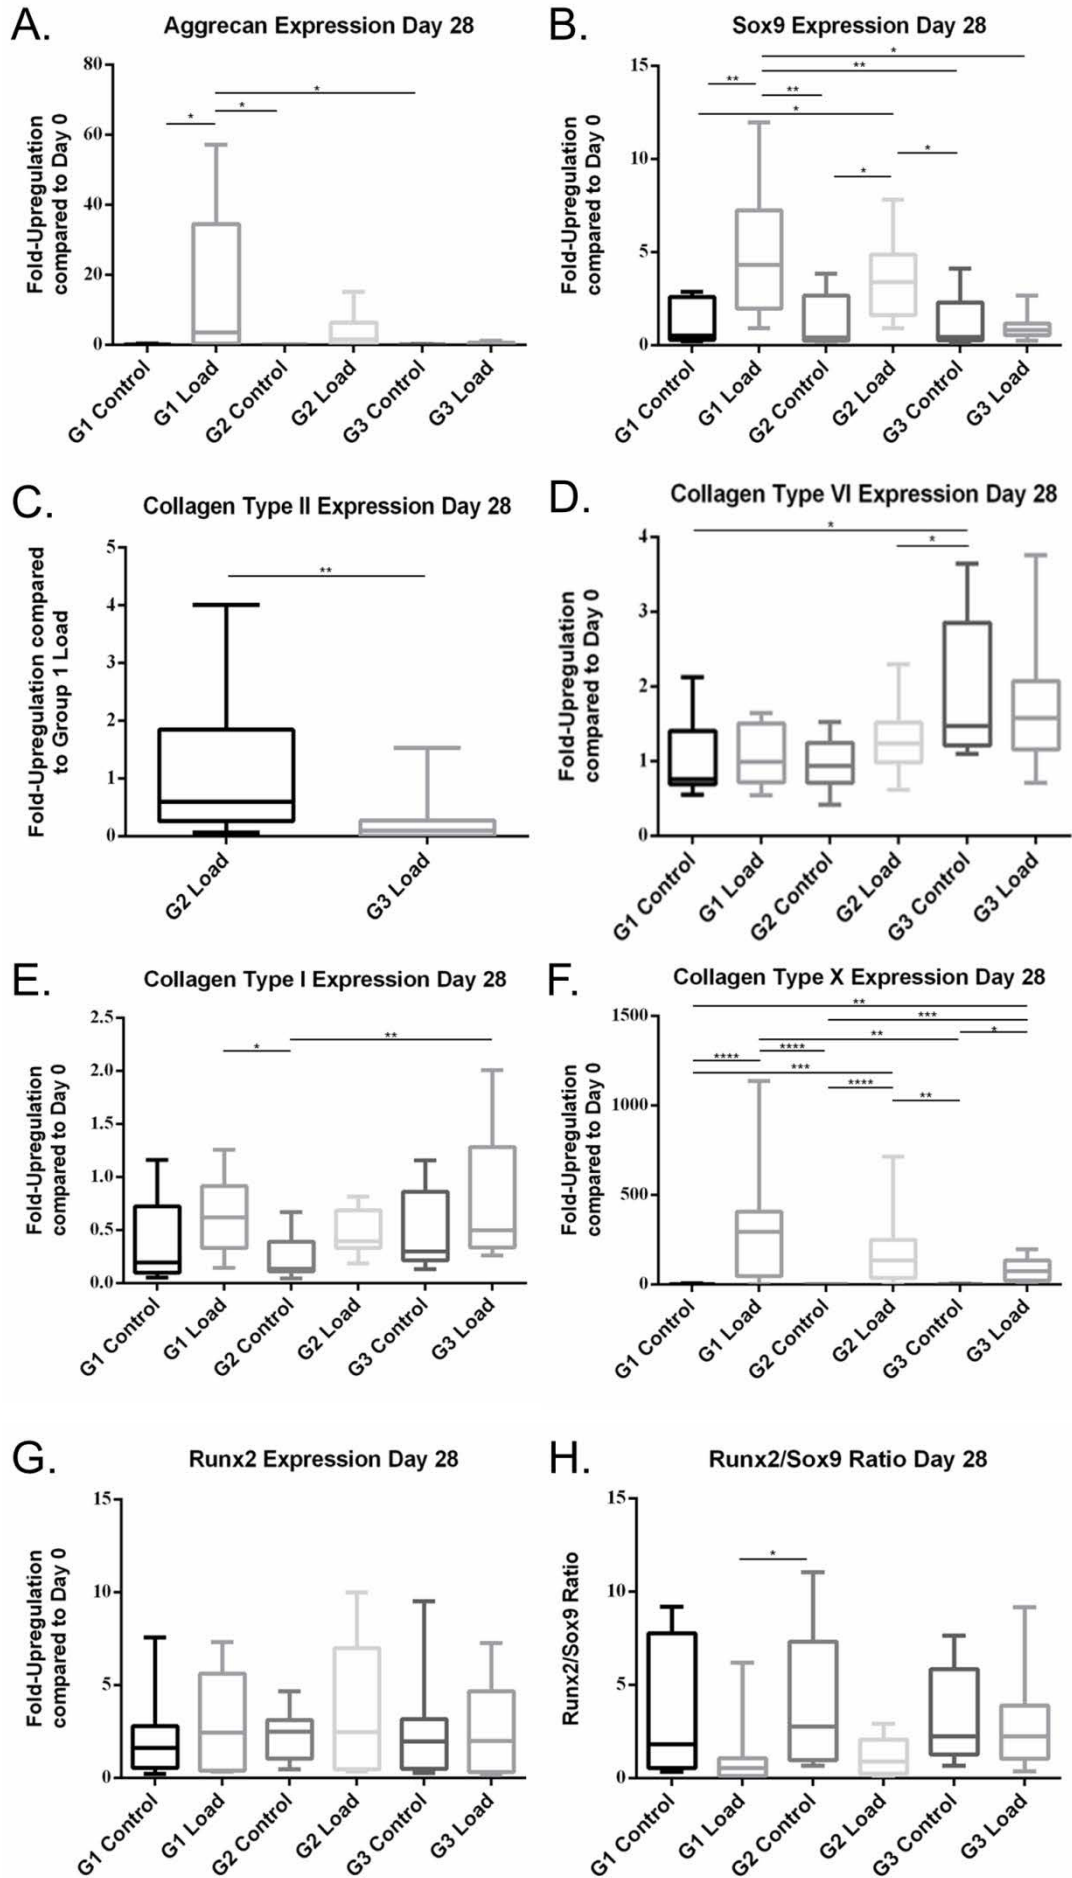 A.
Aggrecan Expression Day 28
Fold-Upregulation
compared to Day 0
80
60
40
20
0
*
*
*
G1 Control
G1 Load
G2 Control
G2 Load
G3 Control
G3 Load
B.
Sox9 Expression Day 28
Fold-Upregulation
compared to Day 0
15
10
5
0
*
**
**
**
*
*
*
G1 Control
G1 Load
G2 Control
G2 Load
G3 Control
G3 Load
C.
Collagen Type II Expression Day 28
Fold-Upregulation compared
to Group 1 Load
5
4
3
2
1
0
**
G2 Load
G3 Load
D.
Collagen Type VI Expression Day 28
Fold-Upregulation
compared to Day 0
4
3
2
1
0
*
*
G1 Control
G1 Load
G2 Control
G2 Load
G3 Control
G3 Load
E.
Collagen Type I Expression Day 28
Fold-Upregulation
compared to Day 0
2.5
2.0
1.5
1.0
0.5
0.0
**
*
G1 Control
G1 Load
G2 Control
G2 Load
G3 Control
G3 Load
F.
Collagen Type X Expression Day 28
Fold-Upregulation
compared to Day 0
1500
1000
500
0
**
***
*
**
****
****
***
****
**
G1 Control
G1 Load
G2 Control
G2 Load
G3 Control
G3 Load
G.
Runx2 Expression Day 28
Fold-Upregulation
compared to Day 0
15
10
5
0
G1 Control
G1 Load
G2 Control
G2 Load
G3 Control
G3 Load
H.
Runx2/Sox9 Ratio Day 28
Runx2/Sox9 Ratio
15
10
5
0
*
G1 Control
G1 Load
G2 Control
G2 Load
G3 Control
G3 Load